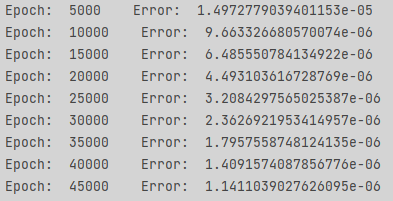 Epoch:  5000    Error:  1.4972779039401153e-05
Epoch:  10000    Error:  9.663326680570074e-06
Epoch:  15000    Error:  6.485550784134922e-06
Epoch:  20000    Error:  4.493103616728769e-06
Epoch:  25000    Error:  3.2084297565025387e-06
Epoch:  30000    Error:  2.3626921953414957e-06
Epoch:  35000    Error:  1.7957558748124135e-06
Epoch:  40000    Error:  1.4091574087856776e-06
Epoch:  45000    Error:  1.1411039027626095e-06